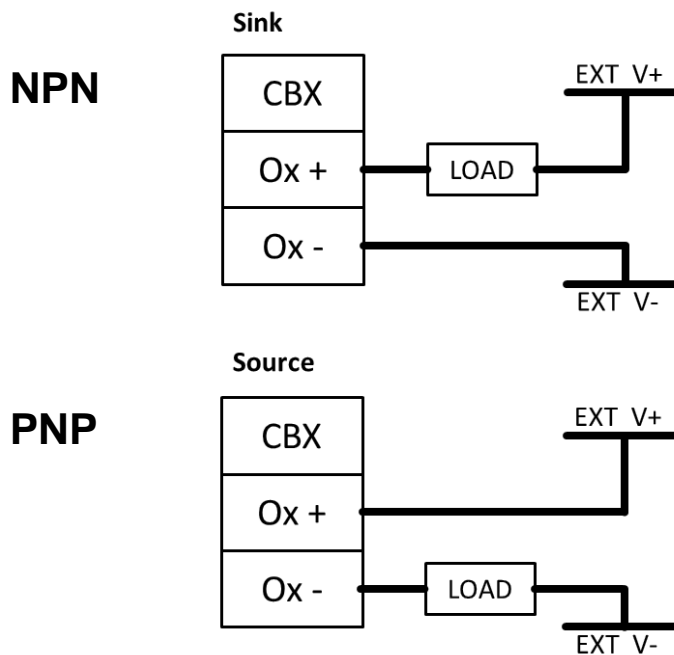 Sink
NPN
CBX
EXT V+
Ox +
LOAD
Ox -
EXT V-
Source
PNP
CBX
EXT V+
Ox +
Ox -
LOAD
EXT V-